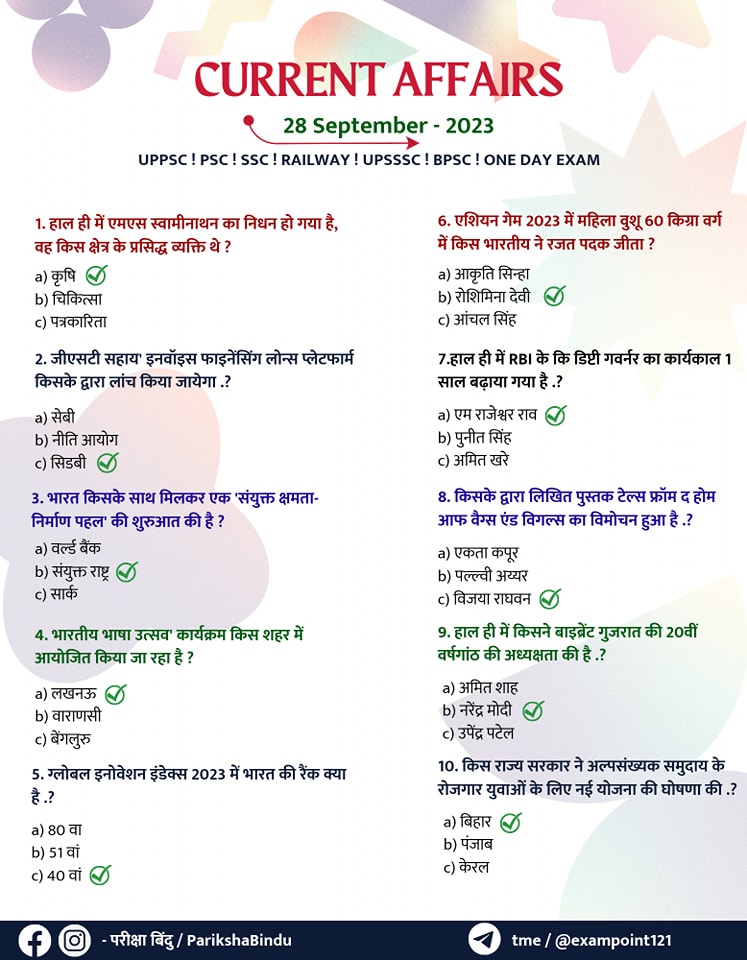 CURRENT AFFAIRS
28 September - 2023
UPPSC ! PSC ! SSC ! RAILWAY ! UPSSSC ! BPSC ! ONE DAY EXAM
1. हाल ही में एमएस स्वामीनाथन का निधन हो गया है,
वह किस क्षेत्र के प्रसिद्ध व्यक्ति थे ?
a) कृषि
b) चिकित्सा
c) पत्रकारिता
2. जीएसटी सहाय' इनवॉइस फाइनेंसिंग लोन्स प्लेटफार्म
किसके द्वारा लांच किया जायेगा .?
a) सेबी
b) नीति आयोग
c) सिडबी
3. भारत किसके साथ मिलकर एक 'संयुक्त क्षमता-
निर्माण पहल' की शुरुआत की है ?
a) वर्ल्ड बैंक
b) संयुक्त राष्ट्र
c) सार्क
4. भारतीय भाषा उत्सव' कार्यक्रम किस शहर में
आयोजित किया जा रहा है ?
a) लखनऊ
b) वाराणसी
c) बेंगलुरु
5. ग्लोबल इनोवेशन इंडेक्स 2023 में भारत की रैंक क्या
है .?
a) 80 वा
b) 51 वां
c) 40 वां
6. एशियन गेम 2023 में महिला वुशू 60 किग्रा वर्ग
में किस भारतीय ने रजत पदक जीता ?
a) आकृति सिन्हा
b) रोशिमिना देवी
c) आंचल सिंह
7.हाल ही में RBI के कि डिप्टी गवर्नर का कार्यकाल 1
साल बढ़ाया गया है .?
a) एम राजेश्वर राव
b) पुनीत सिंह
c) अमित खरे
8. किसके द्वारा लिखित पुस्तक टेल्स फ्रॉम द होम
आफ वैग्स एंड विगल्स का विमोचन हुआ है .?
a) एकता कपूर
b) पल्ल्वी अय्यर
c) विजया राघवन
9. हाल ही में किसने बाइब्रेंट गुजरात की 20वीं
वर्षगांठ की अध्यक्षता की है .?
a) अमित शाह
b) नरेंद्र मोदी
c) उपेंद्र पटेल
10. किस राज्य सरकार ने अल्पसंख्यक समुदाय के
रोजगार युवाओं के लिए नई योजना की घोषणा की .?
a) बिहार
b) पंजाब
c) केरल
- परीक्षा बिंदु / ParikshaBindu
tme / @exampoint121